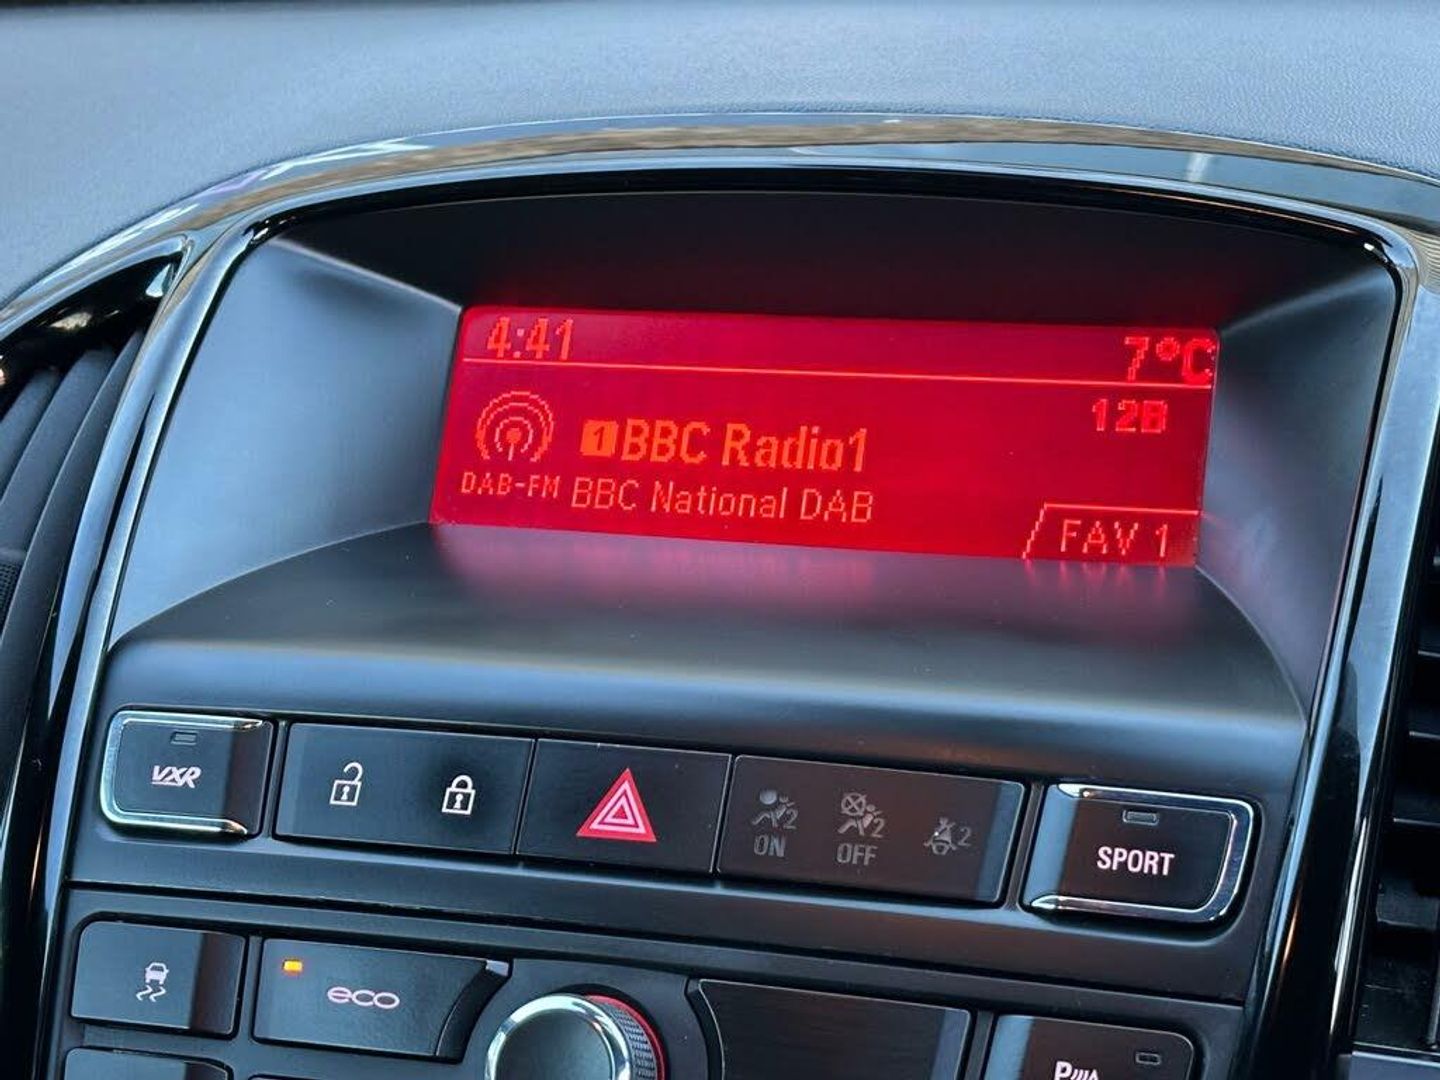 4:41 7°C
12B
1 BBC Radio1
DAB-FM BBC National DAB
FAV 1
VXR
2 ON
2 OFF
2
SPORT
eco
P